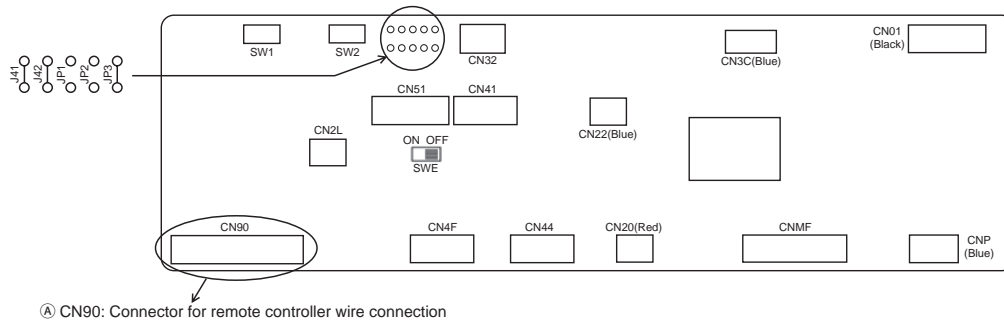 SW1
SW2
CN32
CN3C(Blue)
CN01
(Black)
J41
J42
JP1
JP2
JP3
CN51
CN41
CN22(Blue)
CN2L
ON OFF
SWE
CN90
CN4F
CN44
CN20(Red)
CNMF
CNP
(Blue)
Ⓐ CN90: Connector for remote controller wire connection